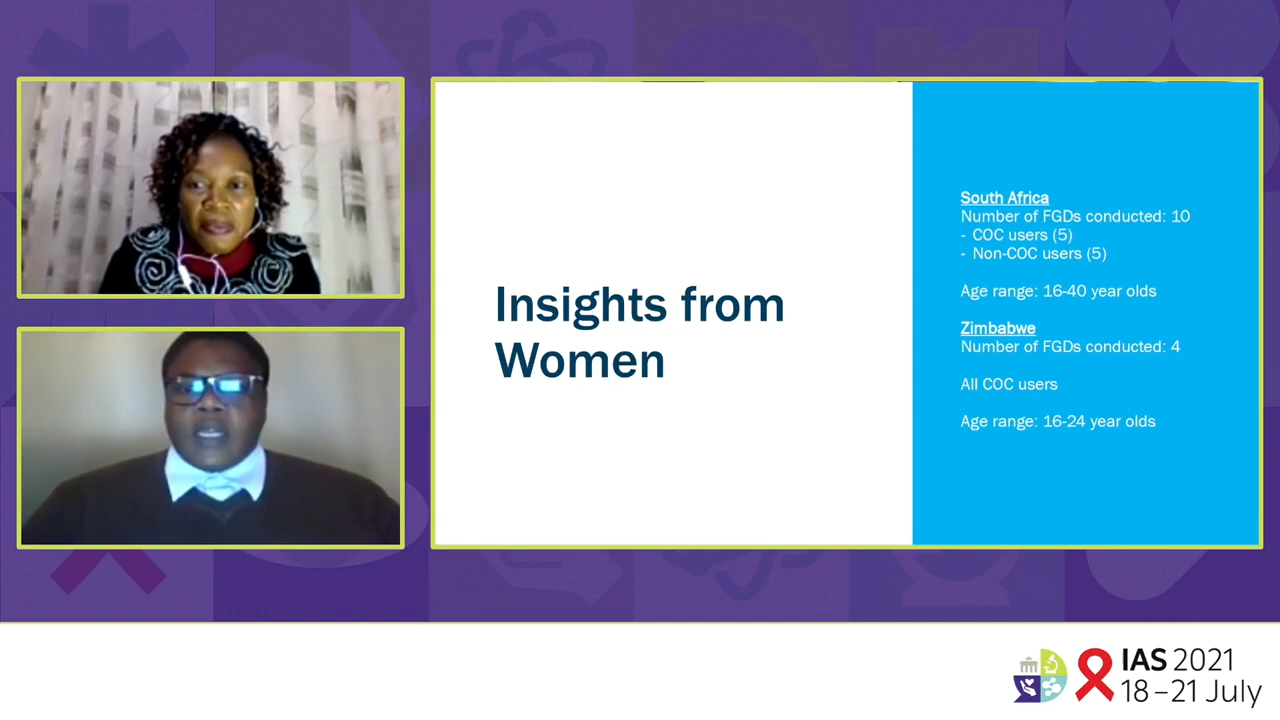 Insights from
Women
South Africa
Number of FGDs conducted: 10
- COC users (5)
- Non-COC users (5)
Age range: 16-40 year olds
Zimbabwe
Number of FGDs conducted: 4
All COC users
Age range: 16-24 year olds
IAS 2021
18 – 21 July